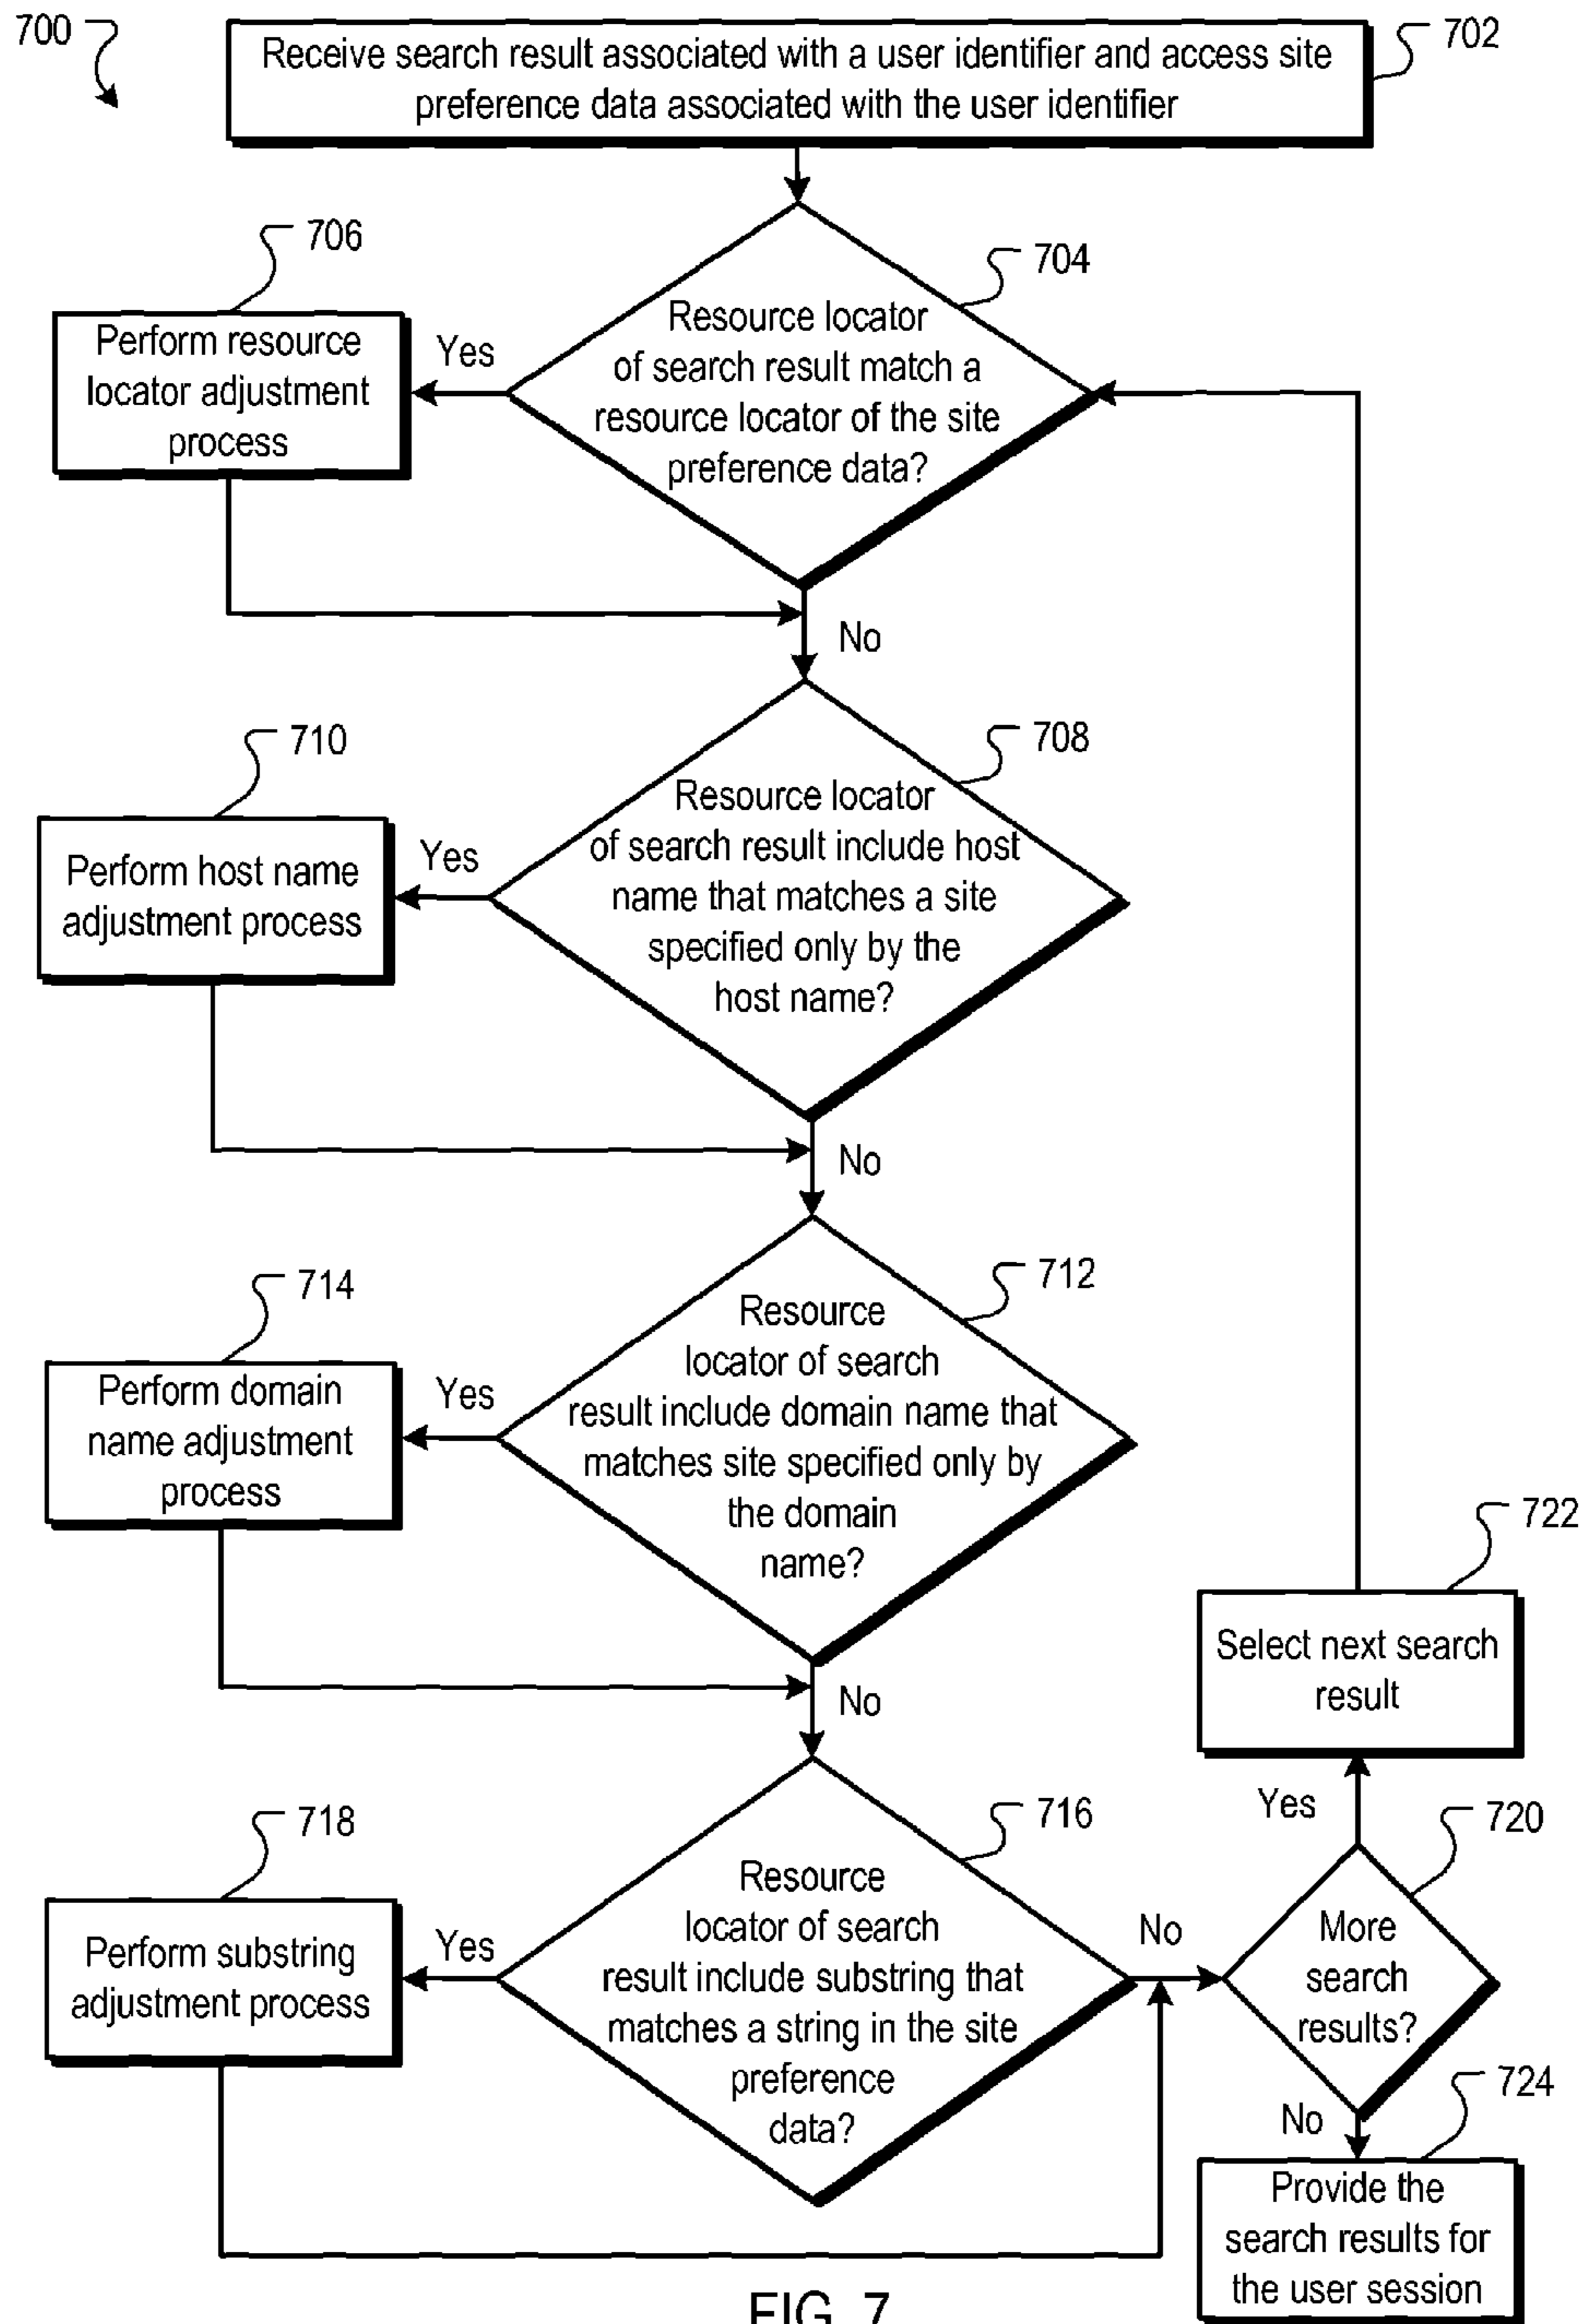 700
702
Receive search result associated with a user identifier and access site
preference data associated with the user identifier
706
704
Perform resource
locator adjustment
process
Yes
Resource locator
of search result match a
resource locator of the site
preference data?
No
710
708
Perform host name
adjustment process
Yes
Resource locator
of search result include host
name that matches a site
specified only by the
host name?
No
714
712
Perform domain
name adjustment
process
Yes
Resource
locator of search
result include domain name that
matches site specified only by
the domain
name?
No
722
Select next search
result
Yes
718
716
720
Perform substring
adjustment process
Yes
Resource
locator of search
result include substring that
matches a string in the site
preference
data?
No
More
search
results?
No
724
Provide the
search results for
the user session
FIG. 7